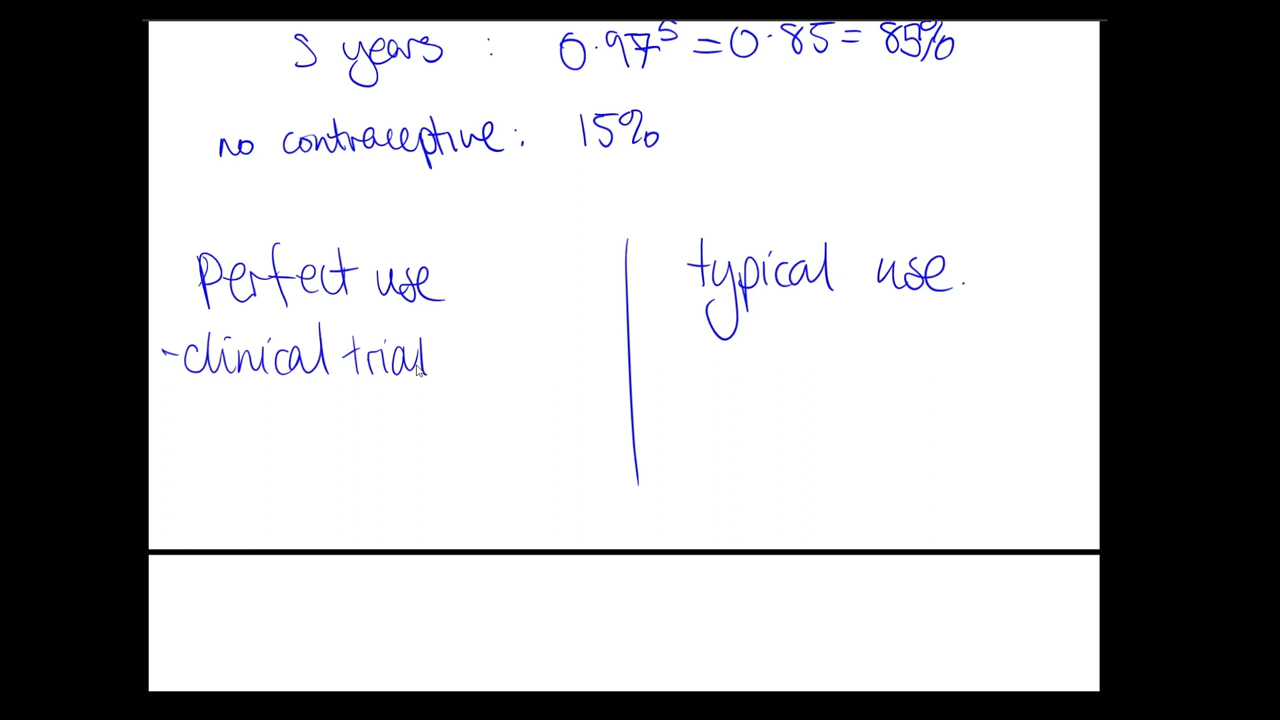 5 years : 0.97⁵ = 0.85 = 85%
no contraceptive: 15%
perfect use
typical use.
- clinical trial